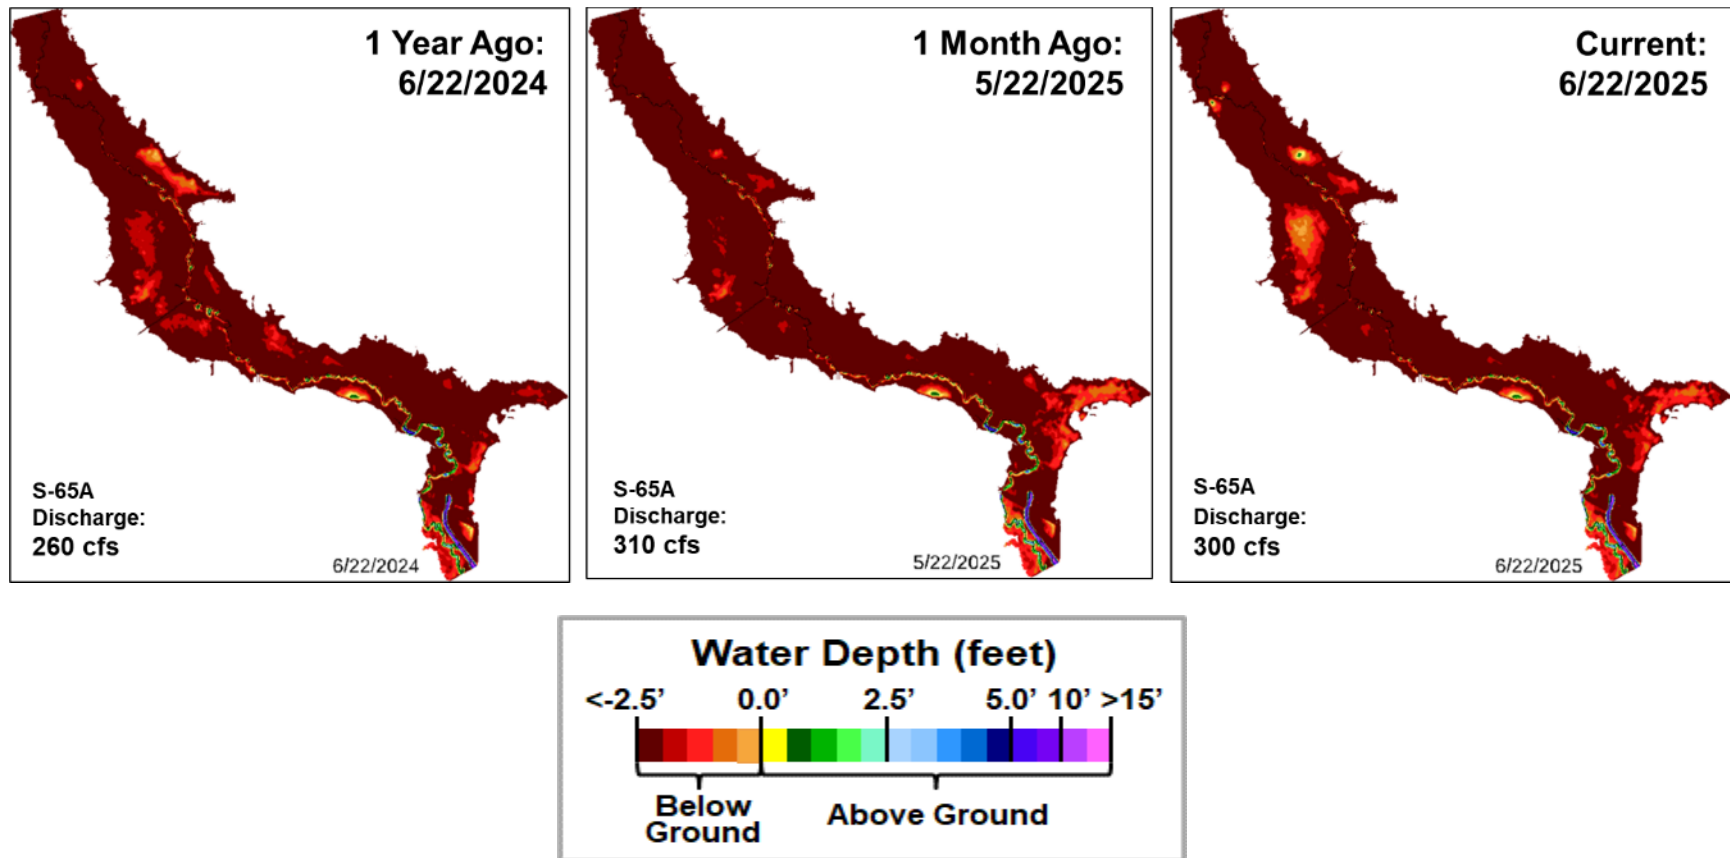 1 Year Ago:
6/22/2024
S-65A
Discharge:
260 cfs
6/22/2024
1 Month Ago:
5/22/2025
S-65A
Discharge:
310 cfs
5/22/2025
Current:
6/22/2025
S-65A
Discharge:
300 cfs
6/22/2025
Water Depth (feet)
<-2.5’ 0.0’ 2.5’ 5.0’ 10’ >15’
Below
Ground
Above Ground